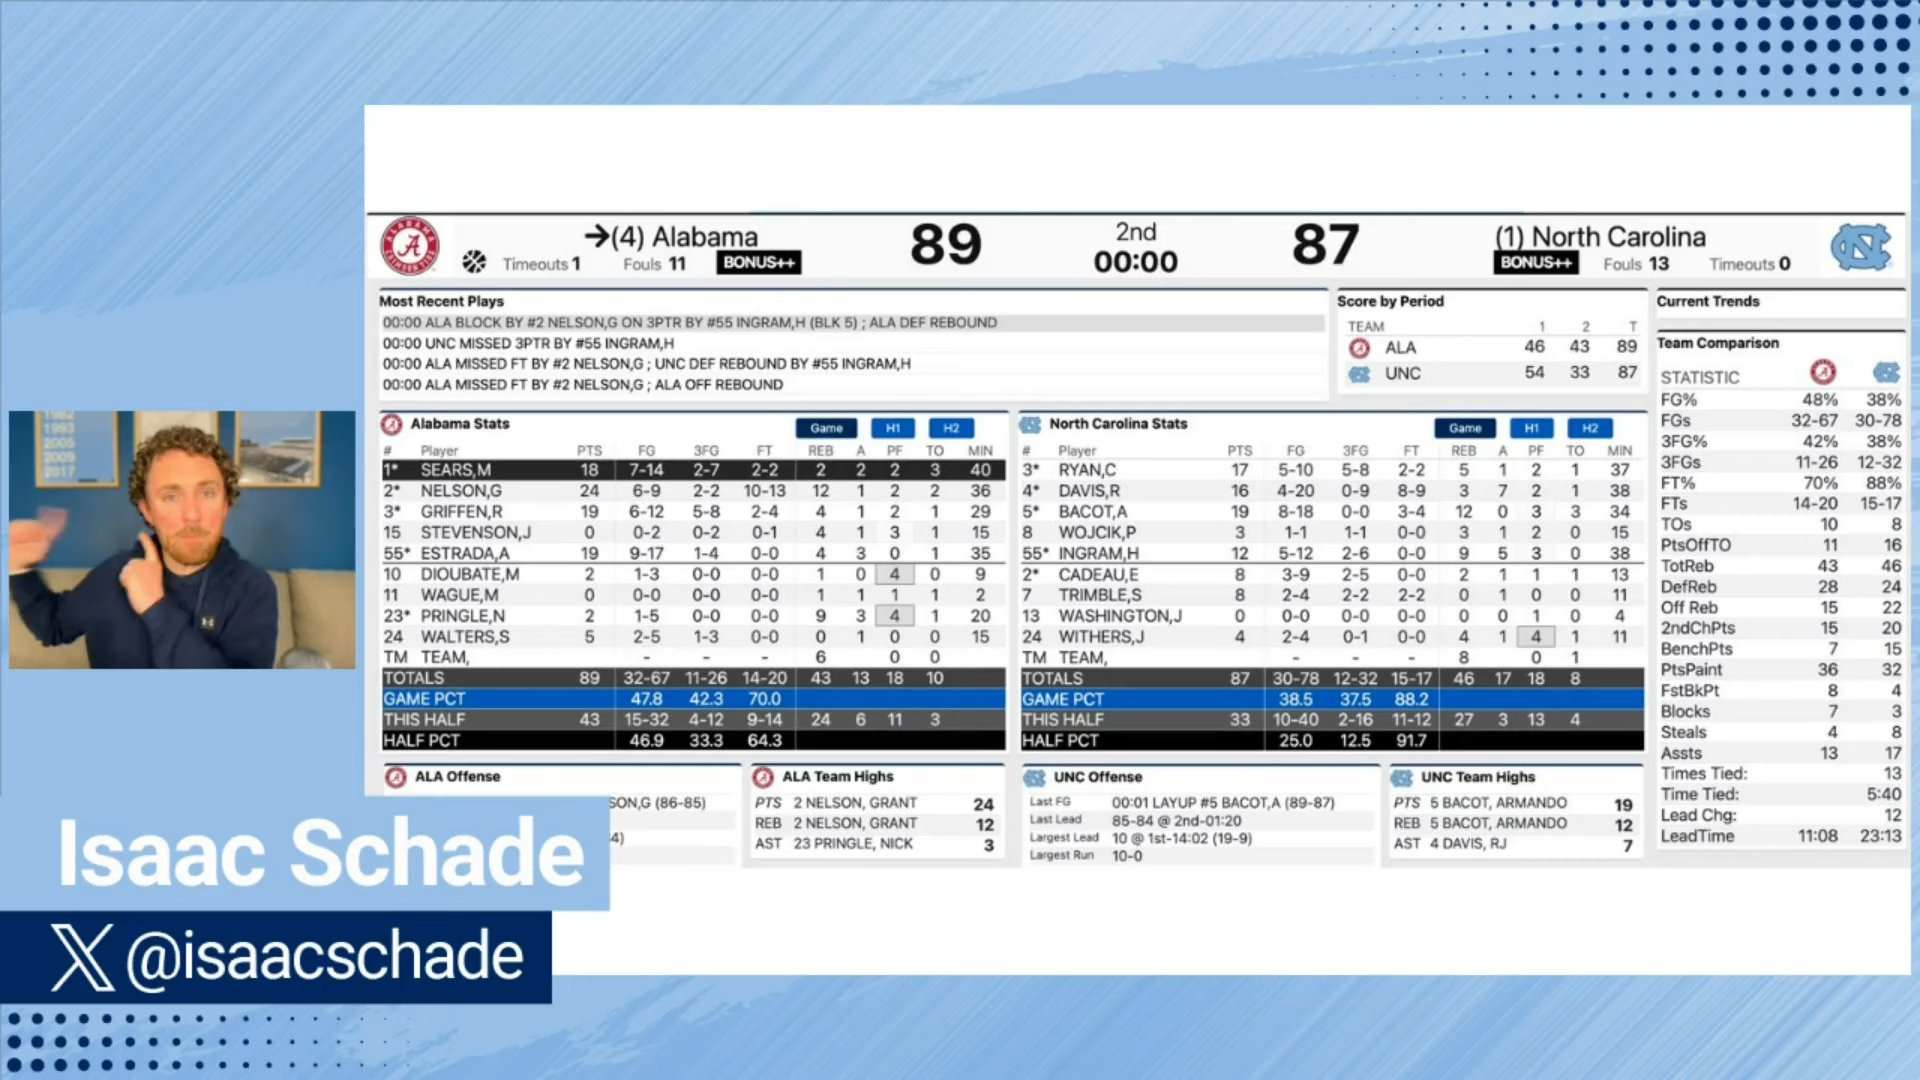 (4) Alabama
Timeouts 1 Fouls 11 BONUS++
89
2nd
00:00
87
(1) North Carolina
BONUS++ Fouls 13 Timeouts 0
Most Recent Plays
00:00 ALA BLOCK BY #2 NELSON,G ON 3PTR BY #55 INGRAM,H (BLK 5) ; ALA DEF REBOUND
00:00 UNC MISSED 3PTR BY #55 INGRAM,H
00:00 ALA MISSED FT BY #2 NELSON,G ; UNC DEF REBOUND BY #55 INGRAM,H
00:00 ALA MISSED FT BY #2 NELSON,G ; ALA OFF REBOUND
Score by Period
TEAM 1 2 T
ALA 46 43 89
UNC 54 33 87
Current Trends
Team Comparison
STATISTIC
FG% 48% 38%
FGs 32-67 30-78
3FG% 42% 38%
3FGs 11-26 12-32
FT% 70% 88%
FTs 14-20 15-17
TOs 10 8
PtsOffTO 11 16
TotReb 43 46
DefReb 28 24
Off Reb 15 22
2ndChPts 15 20
BenchPts 7 15
PtsPaint 36 32
FstBkPt 8 4
Blocks 7 3
Steals 4 8
Assts 13 17
Times Tied: 13
Time Tied: 5:40
Lead Chg: 12
LeadTime 11:08 23:13
Alabama Stats Game H1 H2
# Player PTS FG 3FG FT REB A PF TO MIN
1* SEARS,M 18 7-14 2-7 2-2 2 2 2 3 40
2* NELSON,G 24 6-9 2-2 10-13 12 1 2 2 36
3* GRIFFEN,R 19 6-12 5-8 2-4 4 1 2 1 29
15 STEVENSON,J 0 0-2 0-2 0-1 4 1 3 1 15
55* ESTRADA,A 19 9-17 1-4 0-0 4 3 0 1 35
10 DIOUBATE,M 2 1-3 0-0 0-0 1 0 4 0 9
11 WAGUE,M 0 0-0 0-0 0-0 1 1 1 1 2
23* PRINGLE,N 2 1-5 0-0 0-0 9 3 4 1 20
24 WALTERS,S 5 2-5 1-3 0-0 0 1 0 0 15
TM TEAM, - - - 6 0 0
TOTALS 89 32-67 11-26 14-20 43 13 18 10
GAME PCT 47.8 42.3 70.0
THIS HALF 43 15-32 4-12 9-14 24 6 11 3
HALF PCT 46.9 33.3 64.3
North Carolina Stats Game H1 H2
# Player PTS FG 3FG FT REB A PF TO MIN
3* RYAN,C 17 5-10 5-8 2-2 5 1 2 1 37
4* DAVIS,R 16 4-20 0-9 8-9 3 7 2 1 38
5* BACOT,A 19 8-18 0-0 3-4 12 0 3 3 34
8 WOJCIK,P 3 1-1 1-1 0-0 3 1 2 0 15
55* INGRAM,H 12 5-12 2-6 0-0 9 5 3 0 38
2* CADEAU,E 8 3-9 2-5 0-0 2 1 1 1 13
7 TRIMBLE,S 8 2-4 2-2 2-2 0 1 0 0 11
13 WASHINGTON,J 0 0-0 0-0 0-0 0 0 1 0 4
24 WITHERS,J 4 2-4 0-1 0-0 4 1 4 1 11
TM TEAM, - - - 8 0 1
TOTALS 87 30-78 12-32 15-17 46 17 18 8
GAME PCT 38.5 37.5 88.2
THIS HALF 33 10-40 2-16 11-12 27 3 13 4
HALF PCT 25.0 12.5 91.7
ALA Offense
SON,G (86-85)
4)
ALA Team Highs
PTS 2 NELSON, GRANT 24
REB 2 NELSON, GRANT 12
AST 23 PRINGLE, NICK 3
UNC Offense
Last FG 00:01 LAYUP #5 BACOT,A (89-87)
Last Lead 85-84 @ 2nd-01:20
Largest Lead 10 @ 1st-14:02 (19-9)
Largest Run 10-0
UNC Team Highs
PTS 5 BACOT, ARMANDO 19
REB 5 BACOT, ARMANDO 12
AST 4 DAVIS, RJ 7
1982
1993
2005
2009
2017
Isaac Schade
X @isaacschade